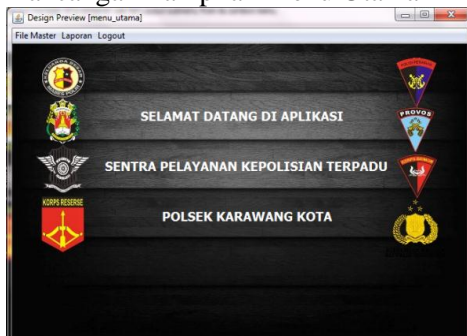 Design Preview [menu_utama]
File Master Laporan Logout
SELAMAT DATANG DI APLIKASI
PROVOS
SENTRA PELAYANAN KEPOLISIAN TERPADU
KORPS RESERSE
POLSEK KARAWANG KOTA